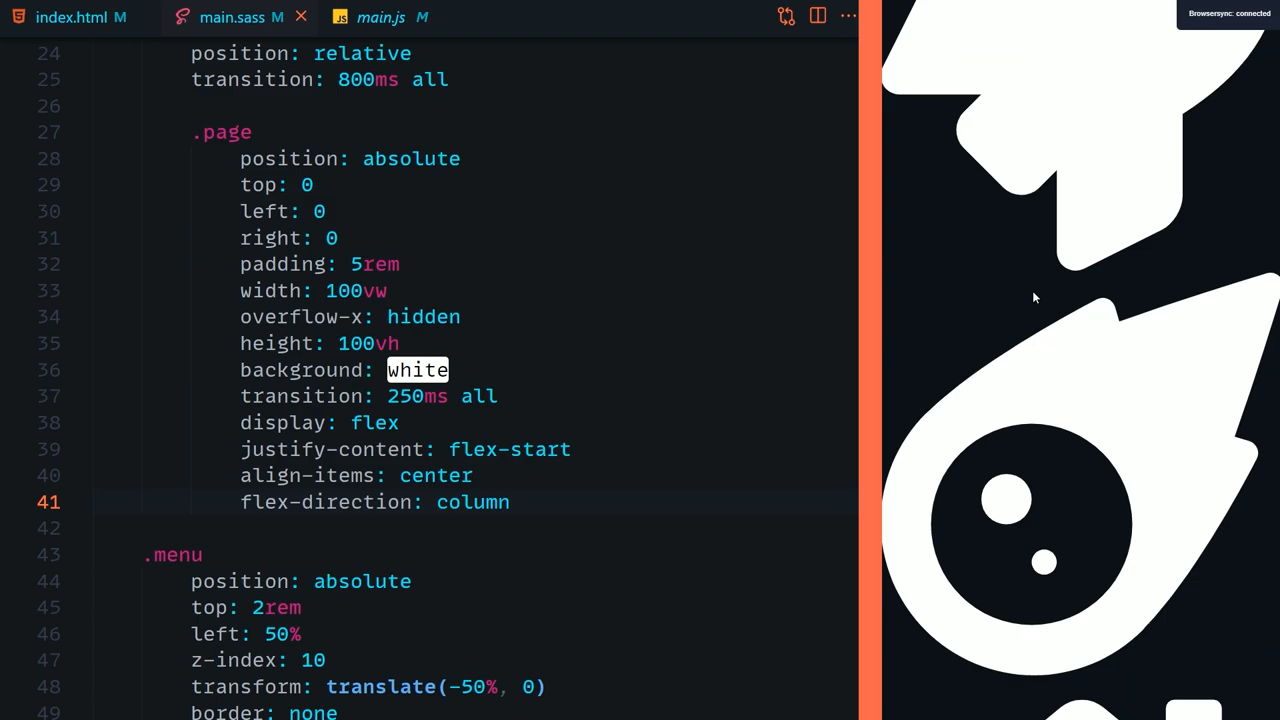 index.html M
main.sass M
JS main.js M
Browsersync: connected
24 position: relative
25 transition: 800ms all
26
27 .page
28 position: absolute
29 top: 0
30 left: 0
31 right: 0
32 padding: 5rem
33 width: 100vw
34 overflow-x: hidden
35 height: 100vh
36 background: white
37 transition: 250ms all
38 display: flex
39 justify-content: flex-start
40 align-items: center
41 flex-direction: column
42
43 .menu
44 position: absolute
45 top: 2rem
46 left: 50%
47 z-index: 10
48 transform: translate(-50%, 0)
49 border: none